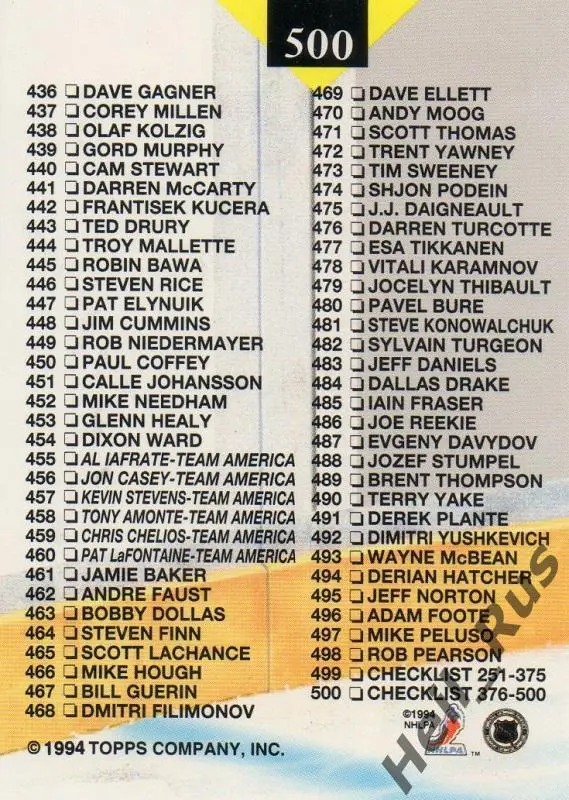 500
436 DAVE GAGNER
437 COREY MILLEN
438 OLAF KOLZIG
439 GORD MURPHY
440 CAM STEWART
441 DARREN McCARTY
442 FRANTISEK KUCERA
443 TED DRURY
444 TROY MALLETTE
445 ROBIN BAWA
446 STEVEN RICE
447 PAT ELYNUIK
448 JIM CUMMINS
449 ROB NIEDERMAYER
450 PAUL COFFEY
451 CALLE JOHANSSON
452 MIKE NEEDHAM
453 GLENN HEALY
454 DIXON WARD
455 AL IAFRATE-TEAM AMERICA
456 JON CASEY-TEAM AMERICA
457 KEVIN STEVENS-TEAM AMERICA
458 TONY AMONTE-TEAM AMERICA
459 CHRIS CHELIOS-TEAM AMERICA
460 PAT LaFONTAINE-TEAM AMERICA
461 JAMIE BAKER
462 ANDRE FAUST
463 BOBBY DOLLAS
464 STEVEN FINN
465 SCOTT LACHANCE
466 MIKE HOUGH
467 BILL GUERIN
468 DMITRI FILIMONOV
469 DAVE ELLETT
470 ANDY MOOG
471 SCOTT THOMAS
472 TRENT YAWNEY
473 TIM SWEENEY
474 SHJON PODEIN
475 J.J. DAIGNEAULT
476 DARREN TURCOTTE
477 ESA TIKKANEN
478 VITALI KARAMNOV
479 JOCELYN THIBAULT
480 PAVEL BURE
481 STEVE KONOWALCHUK
482 SYLVAIN TURGEON
483 JEFF DANIELS
484 DALLAS DRAKE
485 IAIN FRASER
486 JOE REEKIE
487 EVGENY DAVYDOV
488 JOZEF STUMPEL
489 BRENT THOMPSON
490 TERRY YAKE
491 DEREK PLANTE
492 DIMITRI YUSHKEVICH
493 WAYNE McBEAN
494 DERIAN HATCHER
495 JEFF NORTON
496 ADAM FOOTE
497 MIKE PELUSO
498 ROB PEARSON
499 CHECKLIST 251-375
500 CHECKLIST 376-500
©1994
NHLPA
NHLPA ™
© 1994 TOPPS COMPANY, INC.